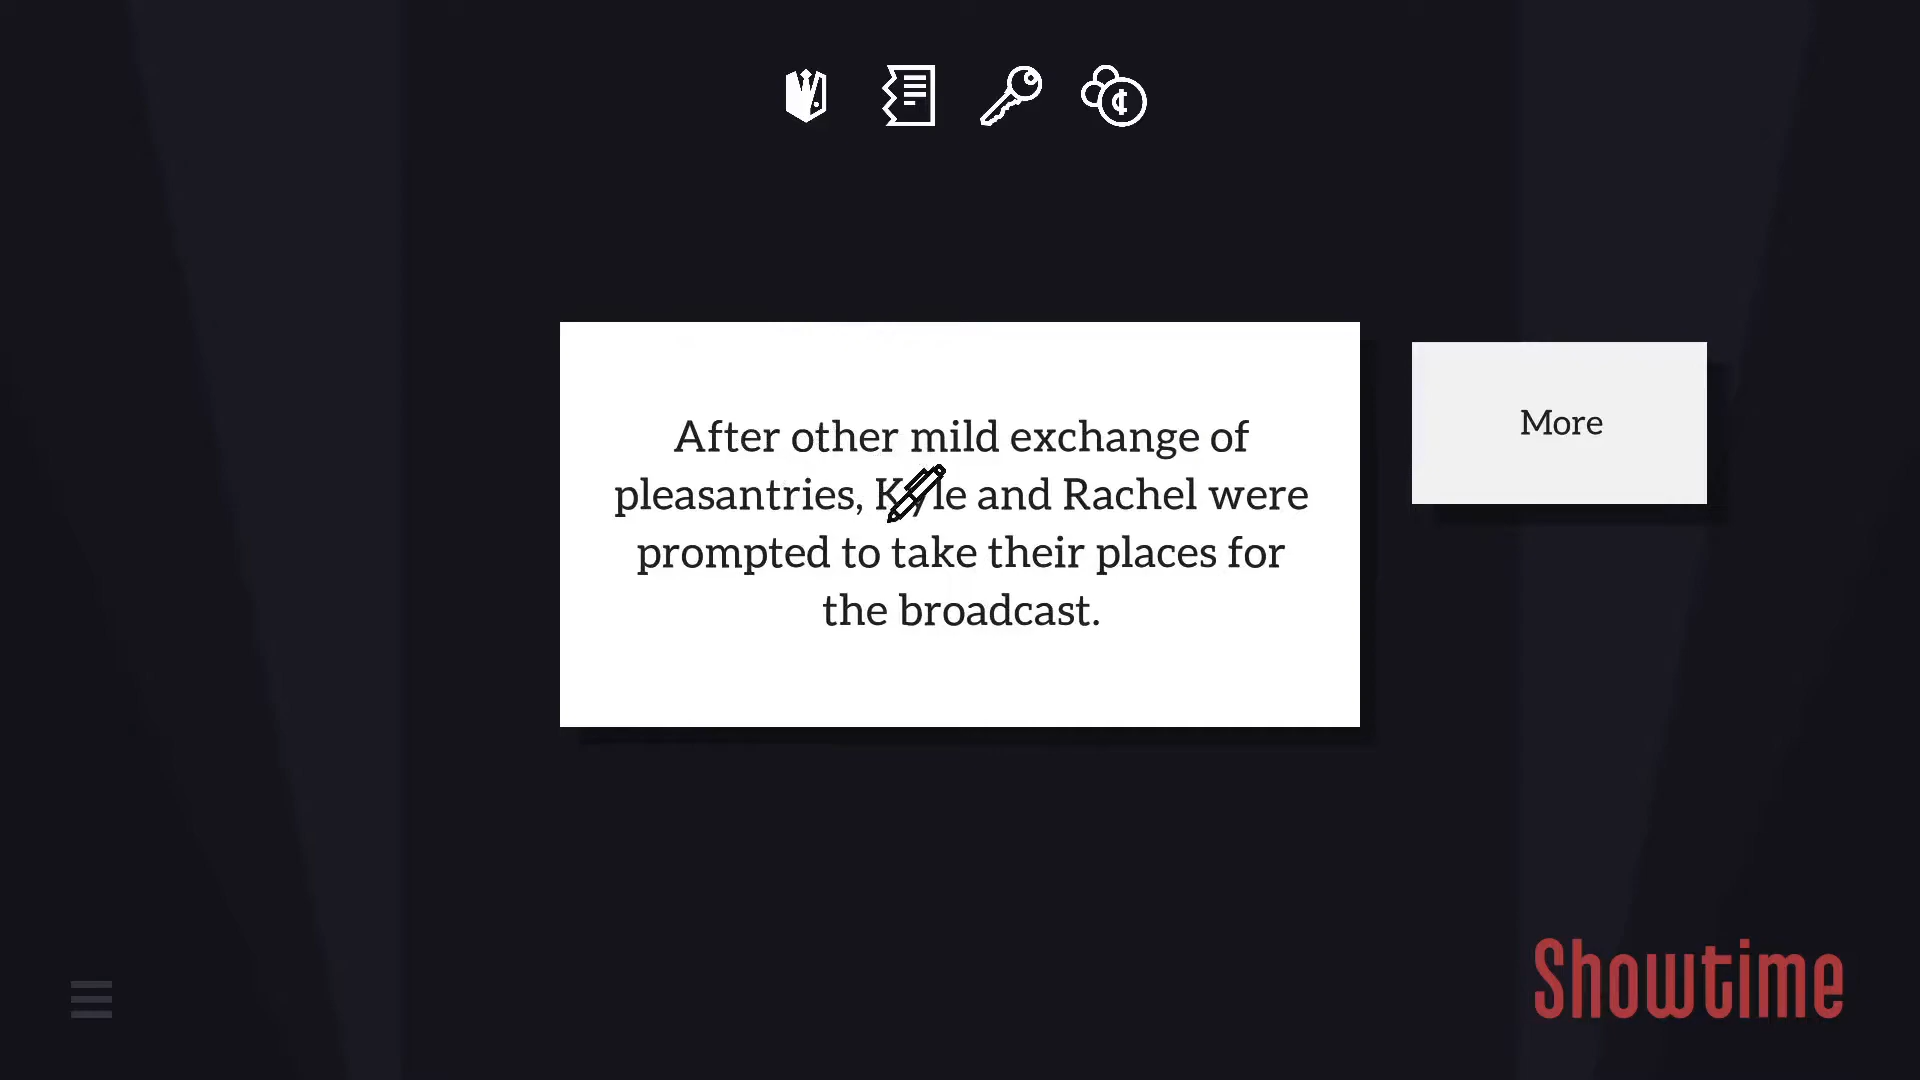 After other mild exchange of
pleasantries, Kyle and Rachel were
prompted to take their places for
the broadcast.
More
Showtime